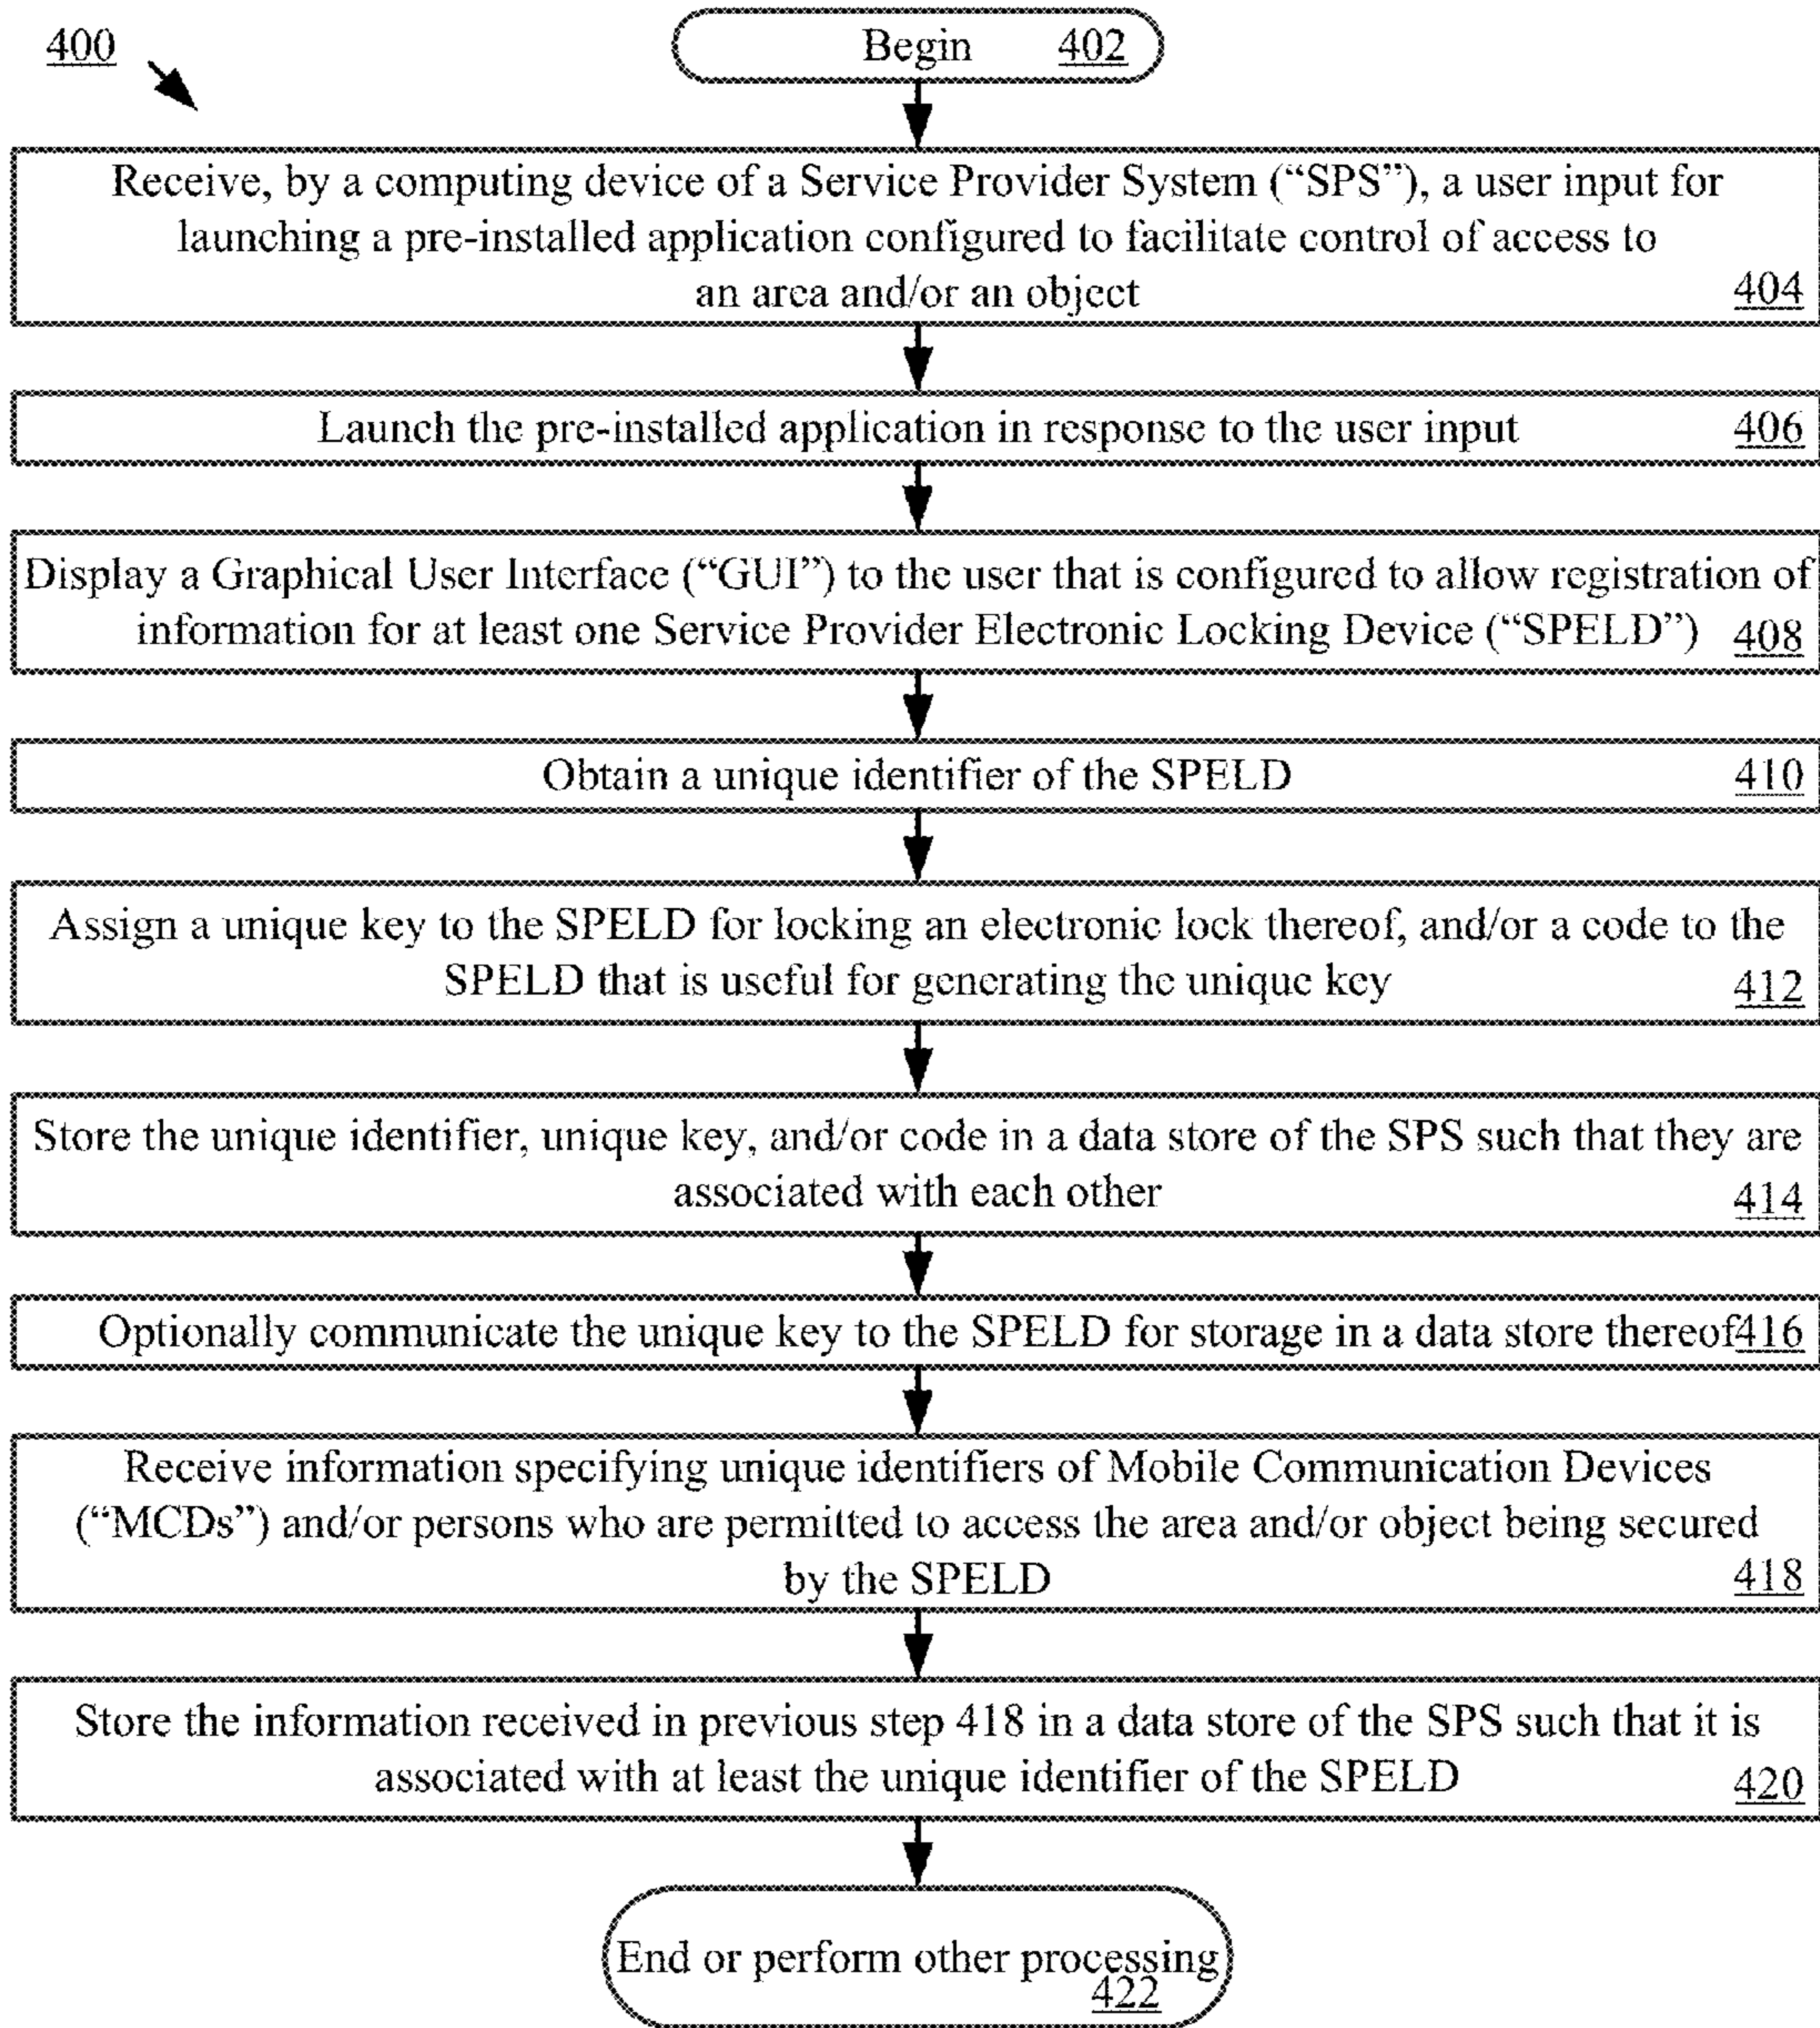 400
Begin 402
Receive, by a computing device of a Service Provider System (“SPS”), a user input for
launching a pre-installed application configured to facilitate control of access to
an area and/or an object 404
Launch the pre-installed application in response to the user input 406
Display a Graphical User Interface (“GUI”) to the user that is configured to allow registration of
information for at least one Service Provider Electronic Locking Device (“SPELD”) 408
Obtain a unique identifier of the SPELD 410
Assign a unique key to the SPELD for locking an electronic lock thereof, and/or a code to the
SPELD that is useful for generating the unique key 412
Store the unique identifier, unique key, and/or code in a data store of the SPS such that they are
associated with each other 414
Optionally communicate the unique key to the SPELD for storage in a data store thereof 416
Receive information specifying unique identifiers of Mobile Communication Devices
(“MCDs”) and/or persons who are permitted to access the area and/or object being secured
by the SPELD 418
Store the information received in previous step 418 in a data store of the SPS such that it is
associated with at least the unique identifier of the SPELD 420
End or perform other processing
422